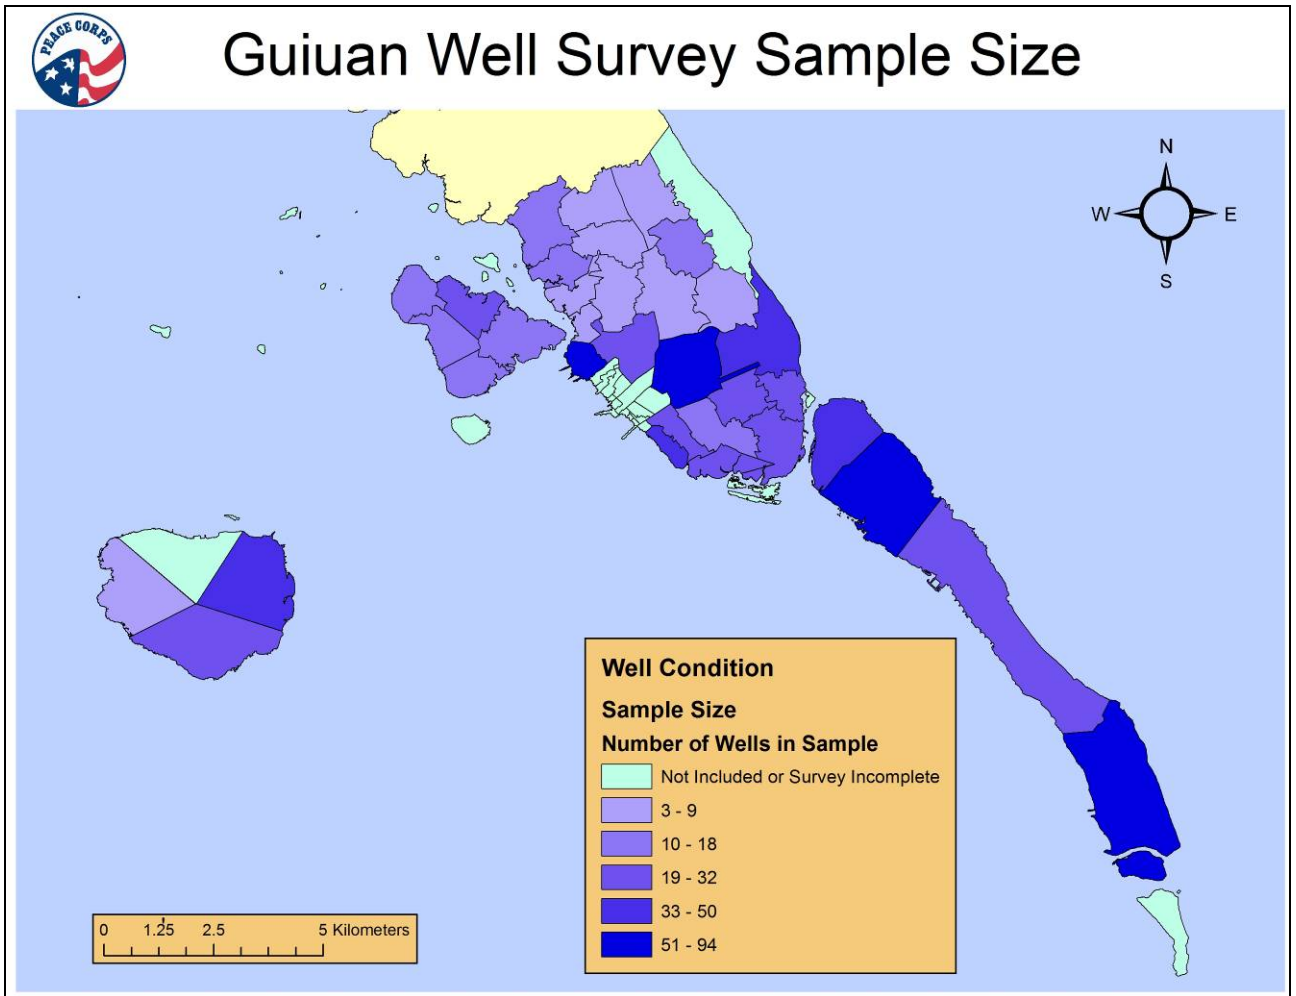 PEACE CORPS
Guiuan Well Survey Sample Size
N
W E
S
Well Condition
Sample Size
Number of Wells in Sample
Not Included or Survey Incomplete
3 - 9
10 - 18
19 - 32
33 - 50
51 - 94
0 1.25 2.5 5 Kilometers